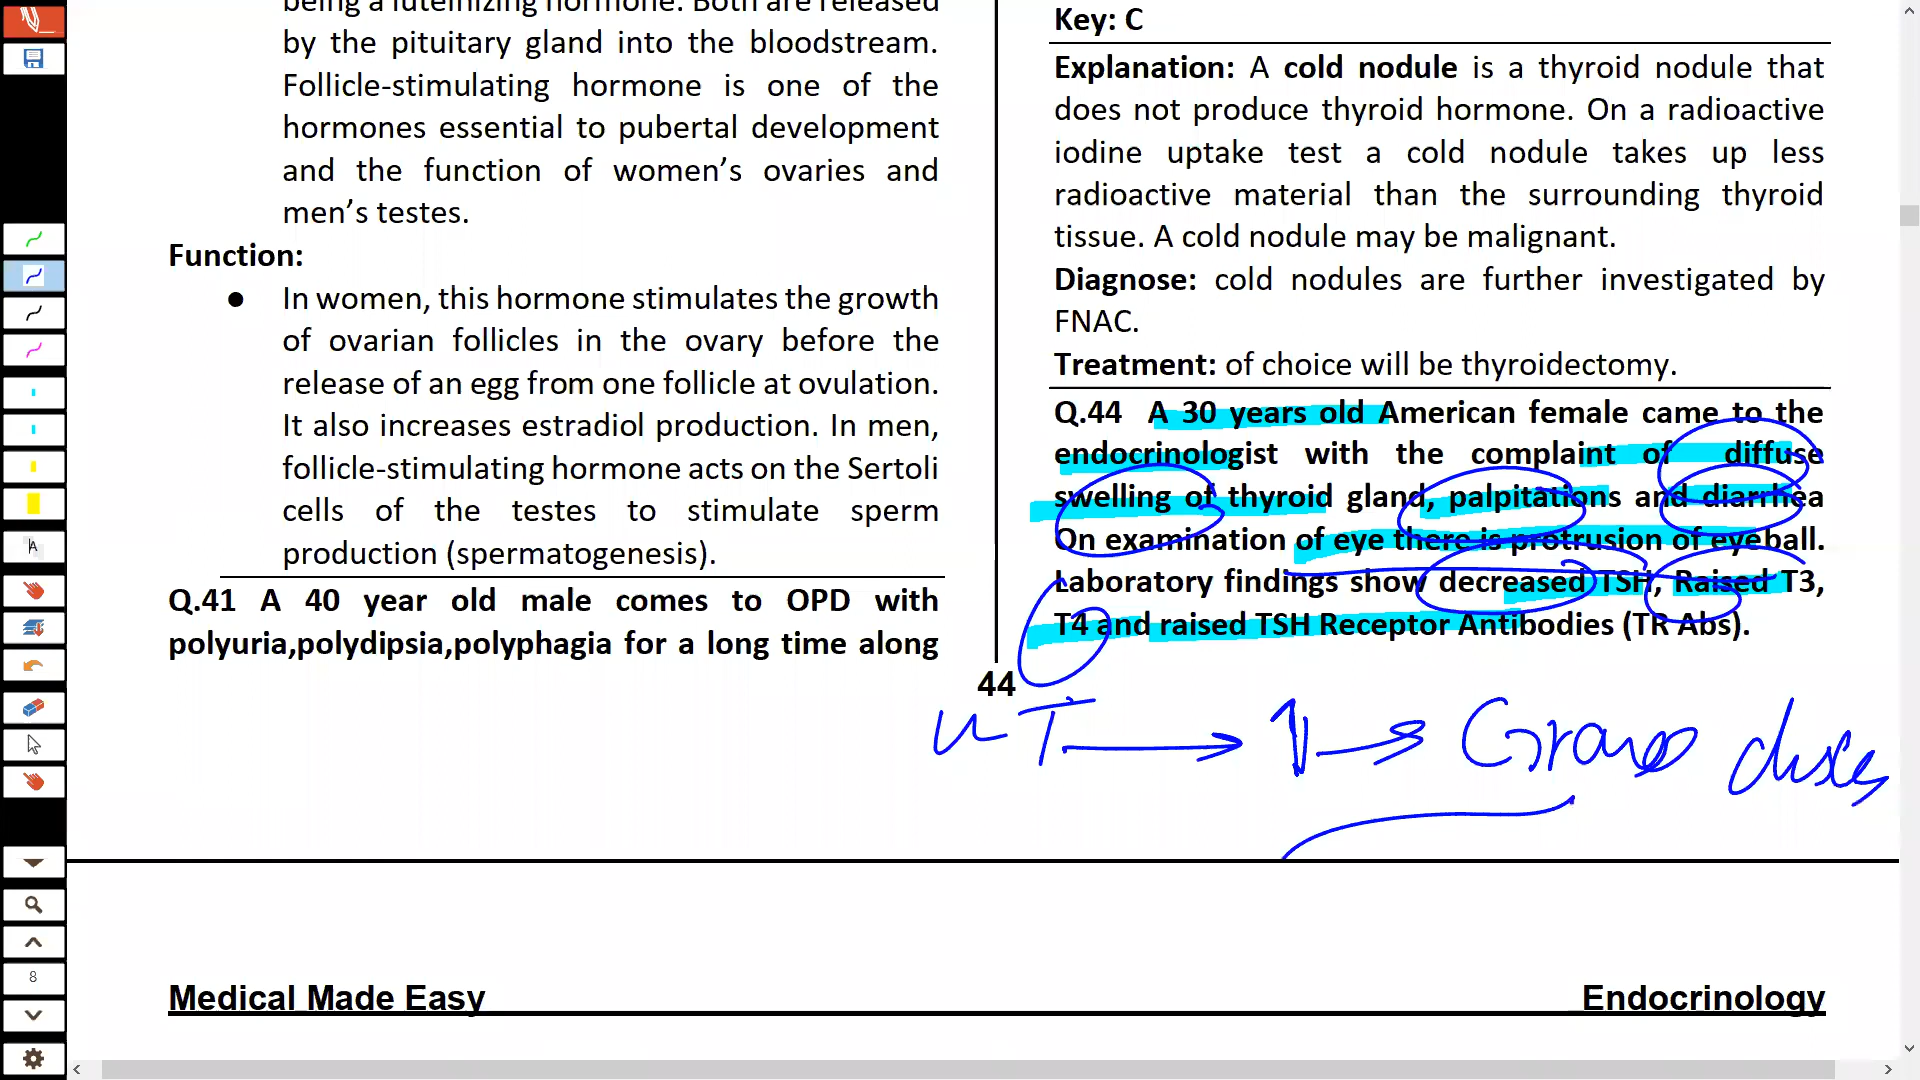 being a luteinizing hormone. Both are released
by the pituitary gland into the bloodstream.
Follicle-stimulating hormone is one of the
hormones essential to pubertal development
and the function of women’s ovaries and
men’s testes.
Function:
● In women, this hormone stimulates the growth
of ovarian follicles in the ovary before the
release of an egg from one follicle at ovulation.
It also increases estradiol production. In men,
follicle-stimulating hormone acts on the Sertoli
cells of the testes to stimulate sperm
production (spermatogenesis).
Q.41 A 40 year old male comes to OPD with
polyuria,polydipsia,polyphagia for a long time along
Key: C
Explanation: A cold nodule is a thyroid nodule that
does not produce thyroid hormone. On a radioactive
iodine uptake test a cold nodule takes up less
radioactive material than the surrounding thyroid
tissue. A cold nodule may be malignant.
Diagnose: cold nodules are further investigated by
FNAC.
Treatment: of choice will be thyroidectomy.
Q.44 A 30 years old American female came to the
endocrinologist with the complaint of diffuse
swelling of thyroid gland, palpitations and diarrhea
On examination of eye there is protrusion of eyeball.
Laboratory findings show decreased TSH, Raised T3,
T4 and raised TSH Receptor Antibodies (TR Abs).
44
Graves
Medical Made Easy
Endocrinology
8
A